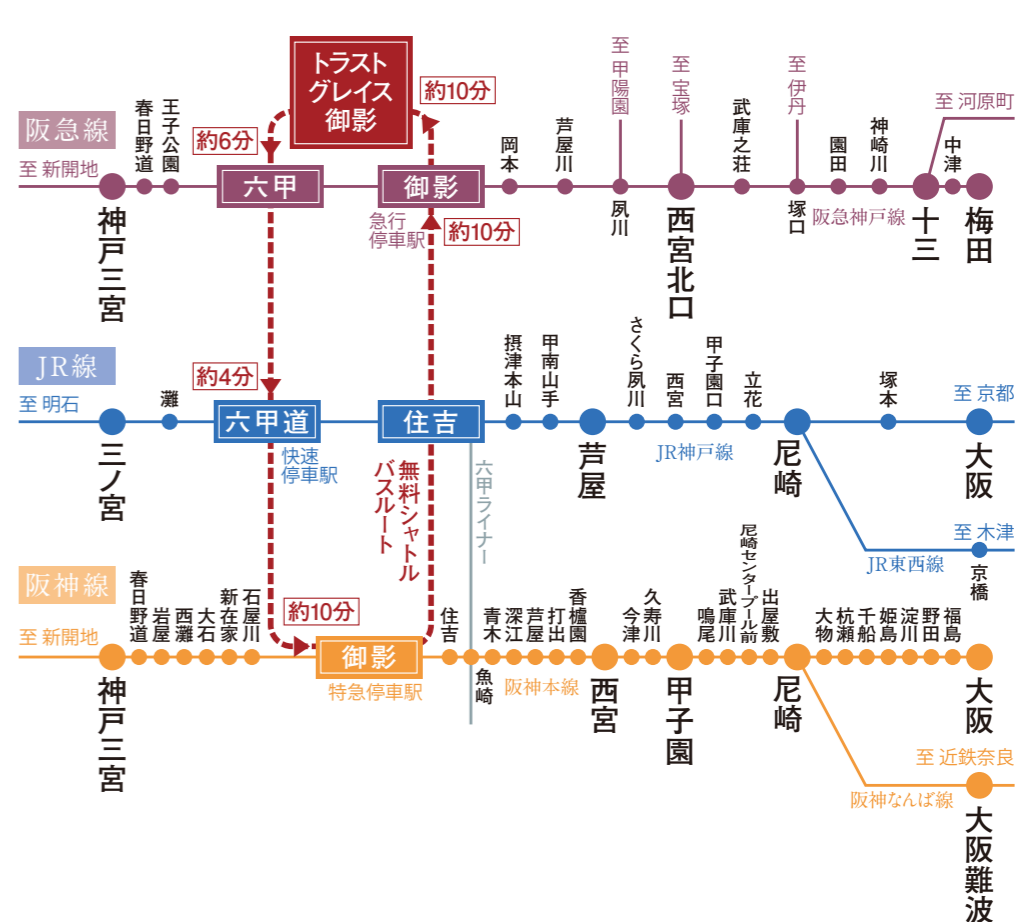 トラスト
グレイス
御影
約10分
約6分
阪急線
至 新開地
神戸三宮
春日野道
王子公園
六甲
御影
急行
停車駅
約10分
岡本
芦屋川
至 甲陽園
夙川
至 宝塚
西宮北口
武庫之荘
至 伊丹
塚口
園田
阪急神戸線
神崎川
十三
至 河原町
中津
梅田
JR線
至 明石
三ノ宮
灘
約4分
六甲道
快速
停車駅
住吉
無料シャトル
バスルート
六甲ライナー
摂津本山
甲南山手
芦屋
さくら夙川
西宮
甲子園口
立花
JR神戸線
尼崎
塚本
至 京都
大阪
至 木津
JR東西線
京橋
阪神線
至 新開地
神戸三宮
春日野道
岩屋
西灘
大石
新在家
石屋川
約10分
御影
特急停車駅
住吉
魚崎
青木
深江
芦屋
打出
香櫨園
阪神本線
西宮
今津
久寿川
甲子園
鳴尾
武庫川
尼崎センタープール前
出屋敷
尼崎
大物
杭瀬
千船
姫島
淀川
野田
福島
大阪
至 近鉄奈良
阪神なんば線
大阪難波